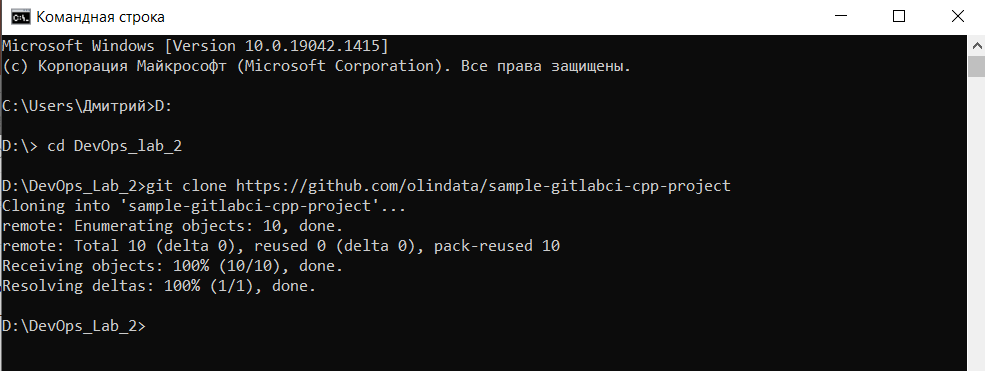 Командная строка
Microsoft Windows [Version 10.0.19042.1415]
(c) Корпорация Майкрософт (Microsoft Corporation). Все права защищены.
C:\Users\Дмитрий>D:
D:\> cd DevOps_lab_2
D:\DevOps_Lab_2>git clone https://github.com/olindata/sample-gitlabci-cpp-project
Cloning into 'sample-gitlabci-cpp-project'...
remote: Enumerating objects: 10, done.
remote: Total 10 (delta 0), reused 0 (delta 0), pack-reused 10
Receiving objects: 100% (10/10), done.
Resolving deltas: 100% (1/1), done.
D:\DevOps_Lab_2>